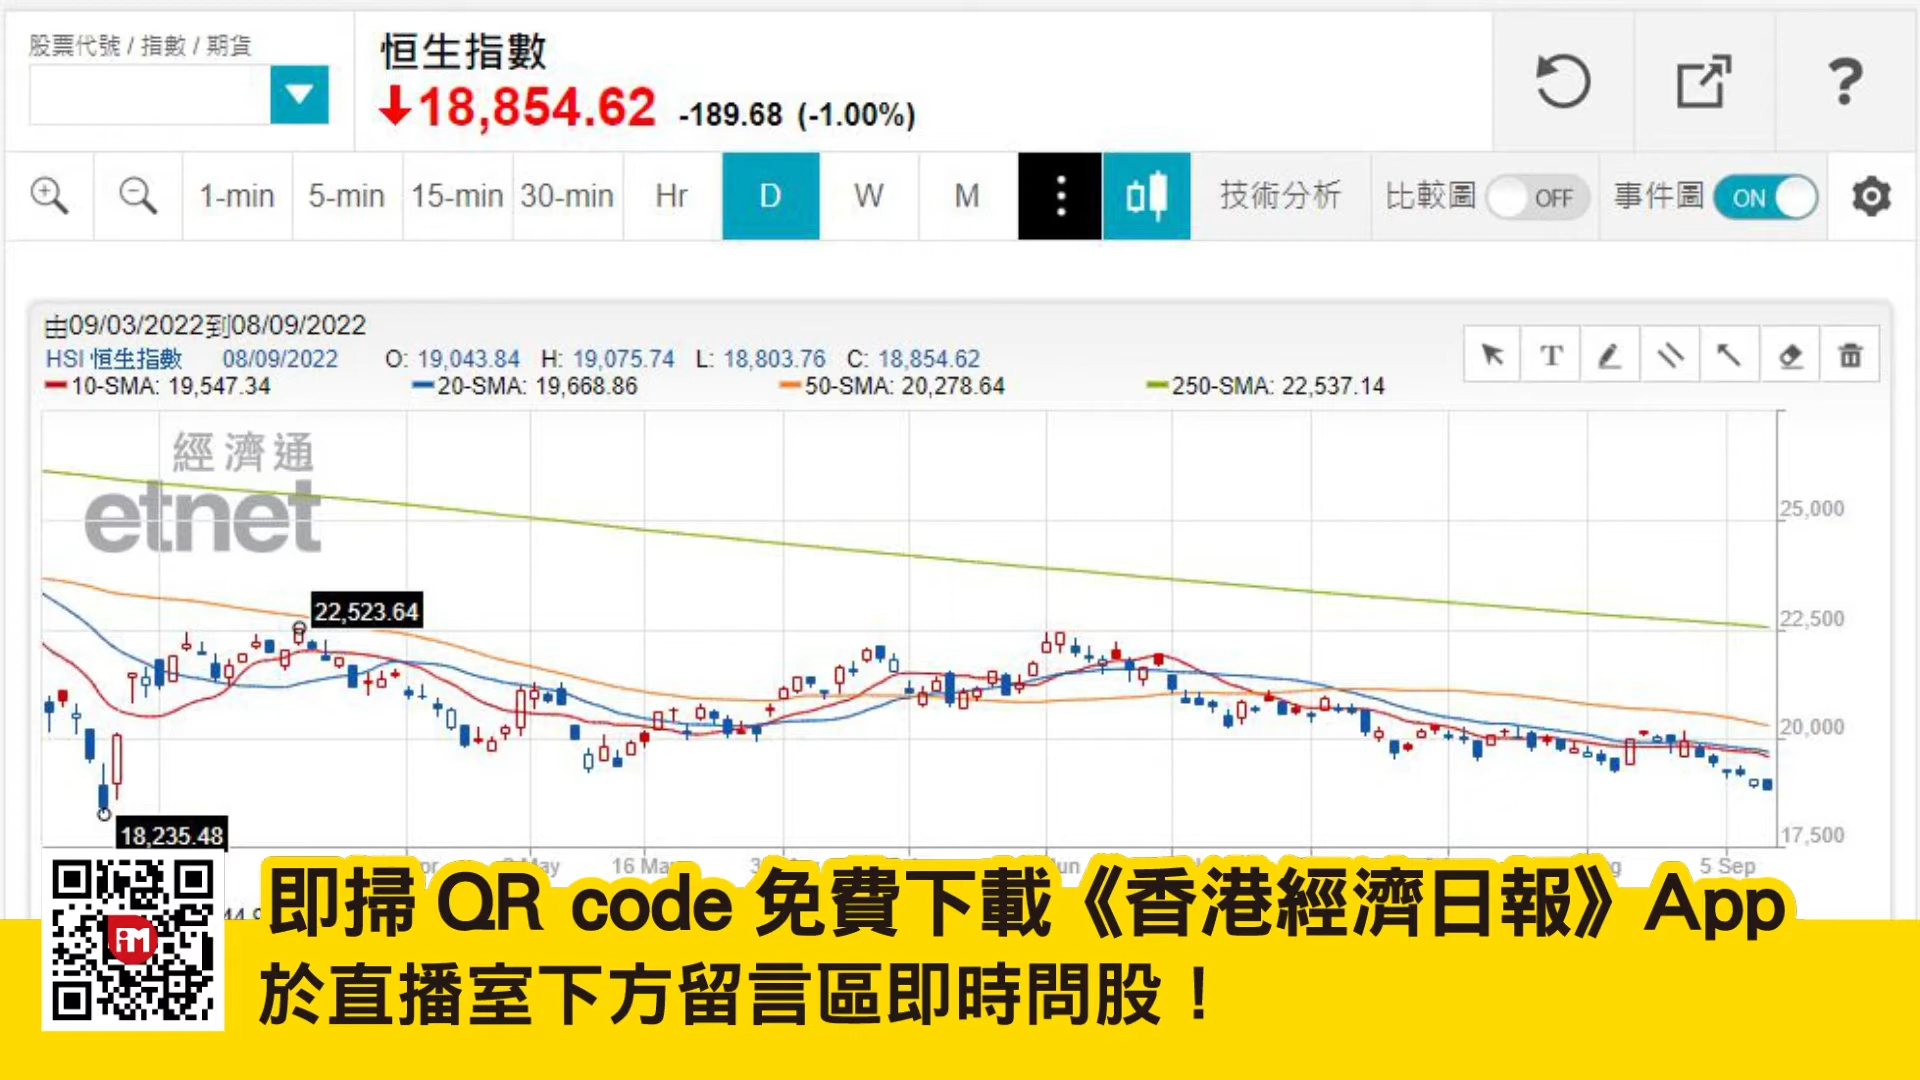 股票代號 / 指數 / 期貨
恒生指數
18,854.62 -189.68 (-1.00%)
?
1-min 5-min 15-min 30-min Hr D W M 技術分析 比較圖 OFF 事件圖 ON
由09/03/2022到08/09/2022
HSI 恒生指數 08/09/2022 O: 19,043.84 H: 19,075.74 L: 18,803.76 C: 18,854.62
T
10-SMA: 19,547.34 20-SMA: 19,668.86 50-SMA: 20,278.64 250-SMA: 22,537.14
經濟通
etnet
25,000
22,523.64
22,500
20,000
18,235.48
17,500
16 May
5 Sep
iM
即掃 QR code 免費下載《香港經濟日報》App
於直播室下方留言區即時問股！